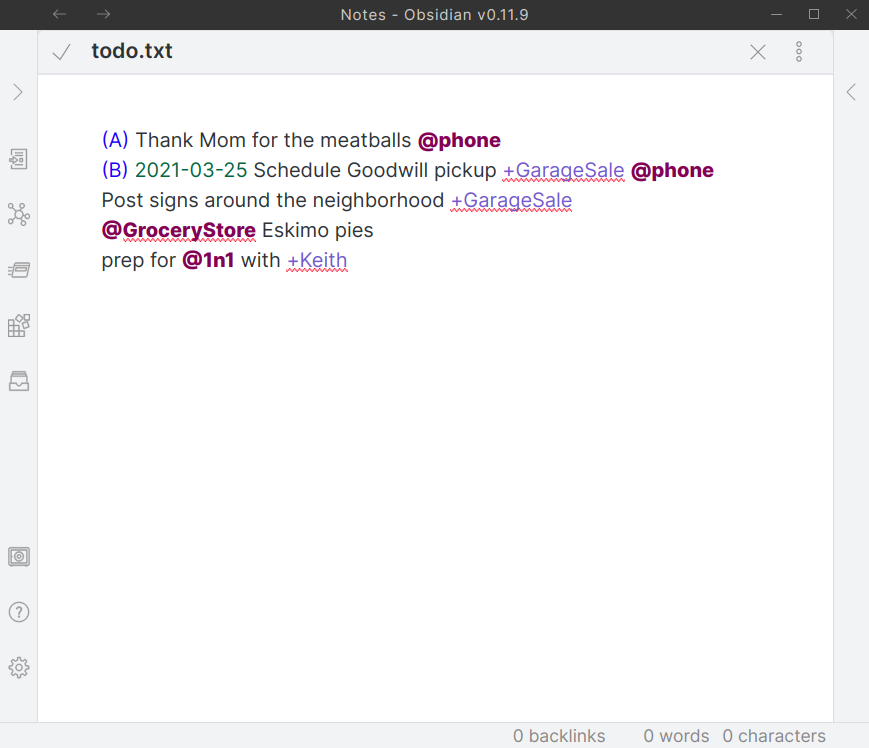 Notes - Obsidian v0.11.9
todo.txt
(A) Thank Mom for the meatballs @phone
(B) 2021-03-25 Schedule Goodwill pickup +GarageSale @phone
Post signs around the neighborhood +GarageSale
@GroceryStore Eskimo pies
prep for @1n1 with +Keith
0 backlinks 0 words 0 characters